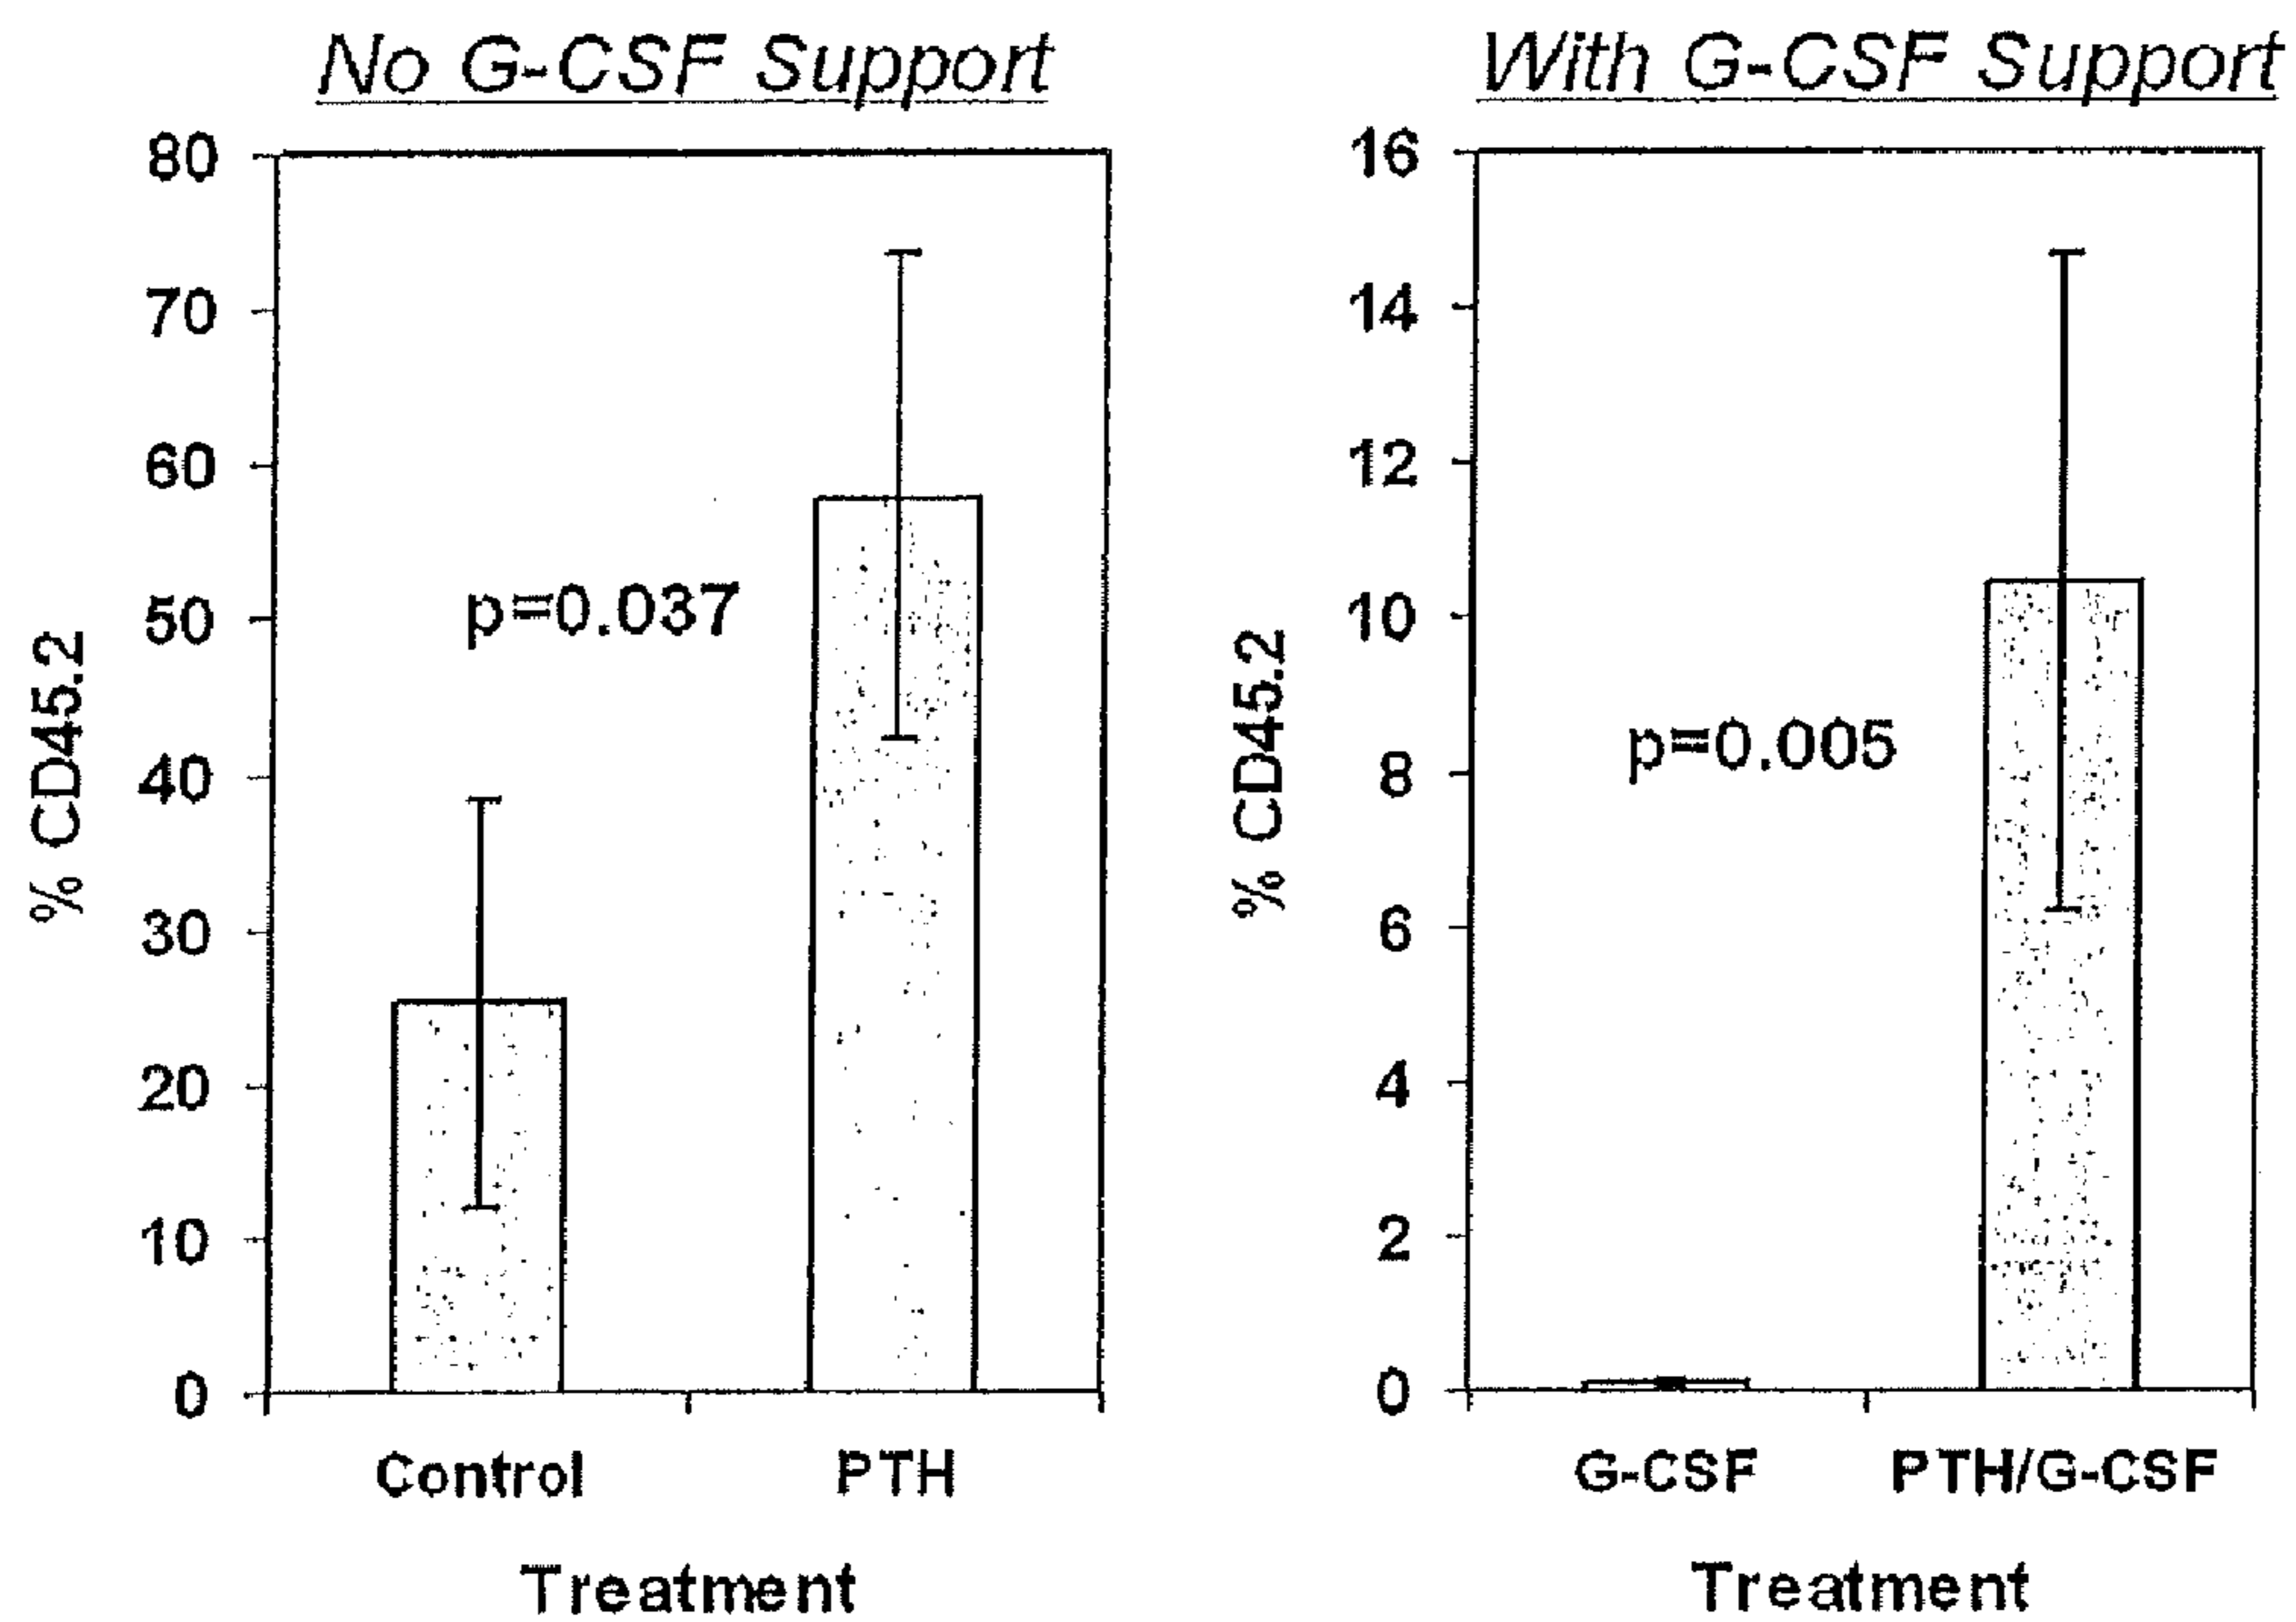 No G-CSF Support
80
70
60
50
40
30
20
10
0
% CD45.2
p=0.037
Control PTH
Treatment
With G-CSF Support
16
14
12
10
8
6
4
2
0
% CD45.2
p=0.005
G-CSF PTH/G-CSF
Treatment